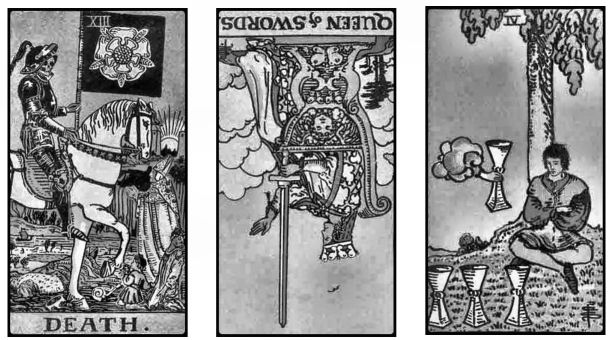 XIII
DEATH.
QUEEN of SWORDS.
IV